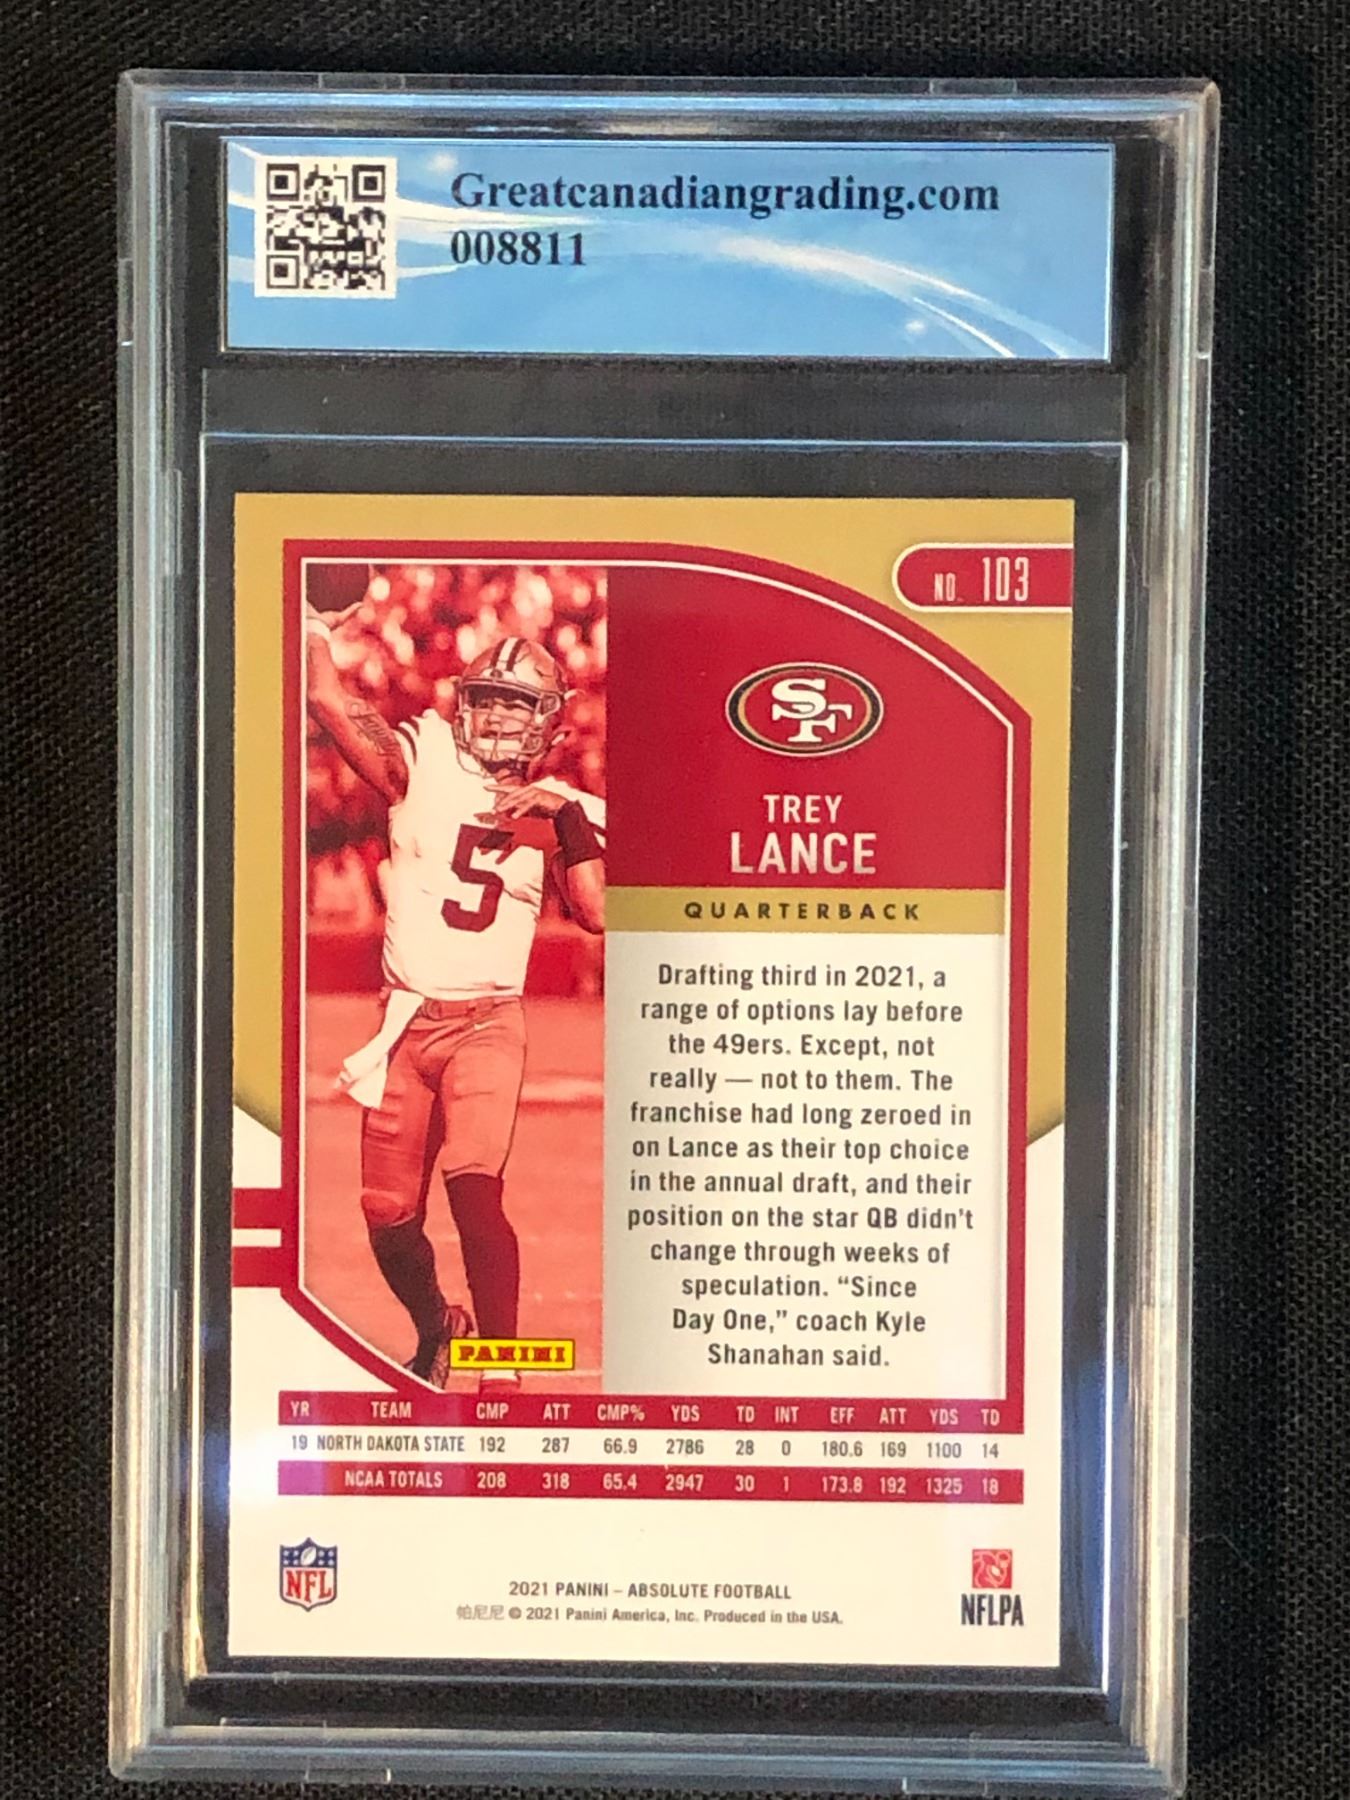 Greatcanadiangrading.com
008811
NO. 103
SF
TREY
LANCE
QUARTERBACK
5
Drafting third in 2021, a
range of options lay before
the 49ers. Except, not
really — not to them. The
franchise had long zeroed in
on Lance as their top choice
in the annual draft, and their
position on the star QB didn't
change through weeks of
speculation. “Since
Day One,” coach Kyle
Shanahan said.
PANINI
YR TEAM CMP ATT CMP% YDS TD INT EFF ATT YDS TD
19 NORTH DAKOTA STATE 192 287 66.9 2786 28 0 180.6 169 1100 14
NCAA TOTALS 208 318 65.4 2947 30 1 173.8 192 1325 18
NFL
2021 PANINI – ABSOLUTE FOOTBALL
帕尼尼 © 2021 Panini America, Inc. Produced in the USA.
NFLPA